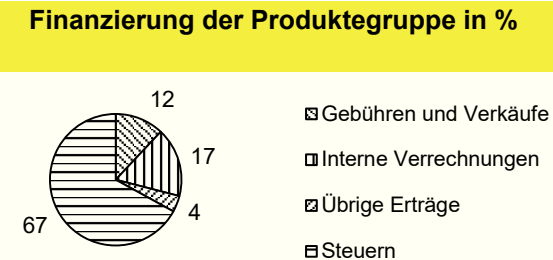 Finanzierung der Produktegruppe in %
12
17
4
67
Gebühren und Verkäufe
Interne Verrechnungen
Übrige Erträge
Steuern